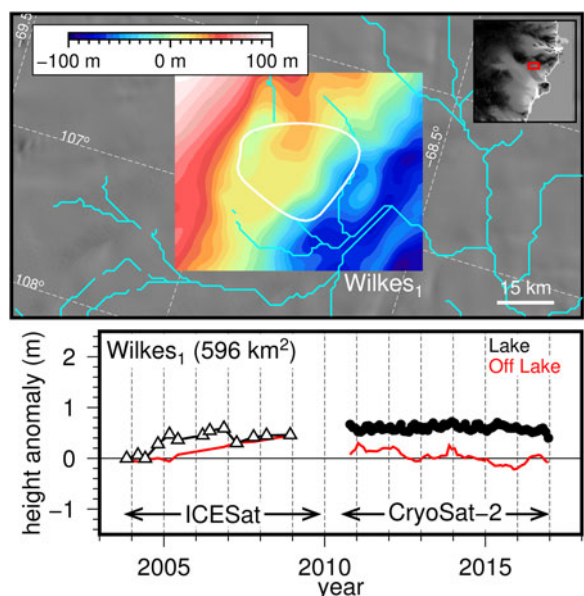 −69.5
−100 m 0 m 100 m
107°
−68.5°
108°
Wilkes₁
15 km
Wilkes₁ (596 km²)
Lake
Off Lake
height anomaly (m)
2
1
0
−1
ICESat
CryoSat−2
2005 2010 2015
year